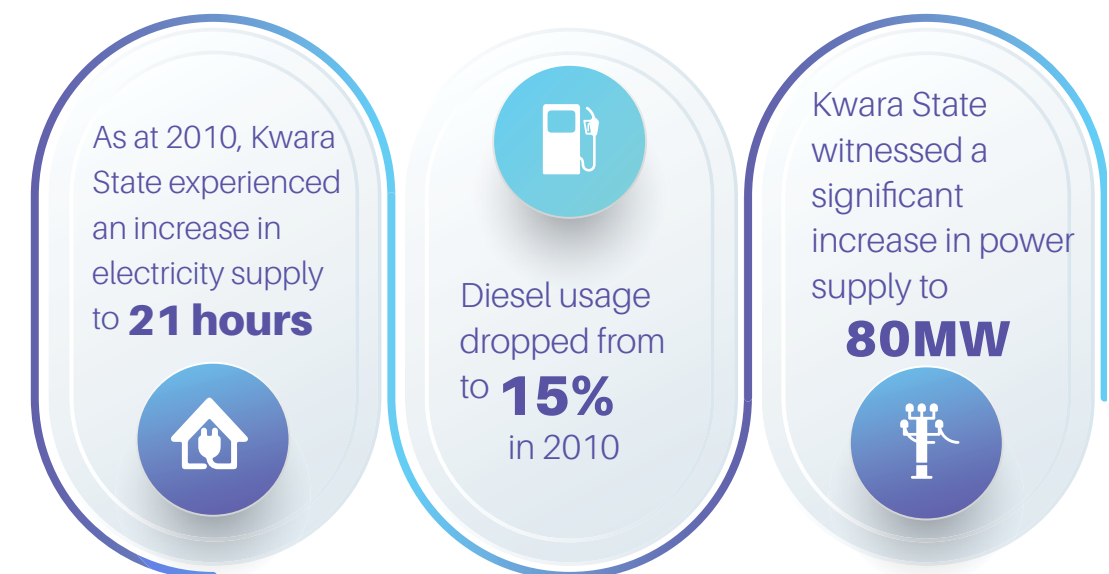 As at 2010, Kwara
State experienced
an increase in
electricity supply
to 21 hours
Diesel usage
dropped from
to 15%
in 2010
Kwara State
witnessed a
significant
increase in power
supply to
80MW